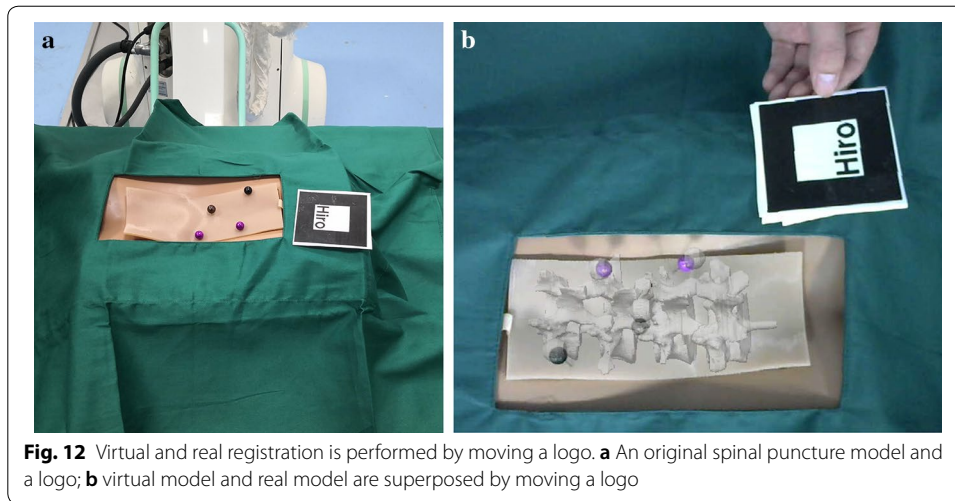 a
b
Hiro
Hiro
Fig. 12 Virtual and real registration is performed by moving a logo. a An original spinal puncture model and
a logo; b virtual model and real model are superposed by moving a logo